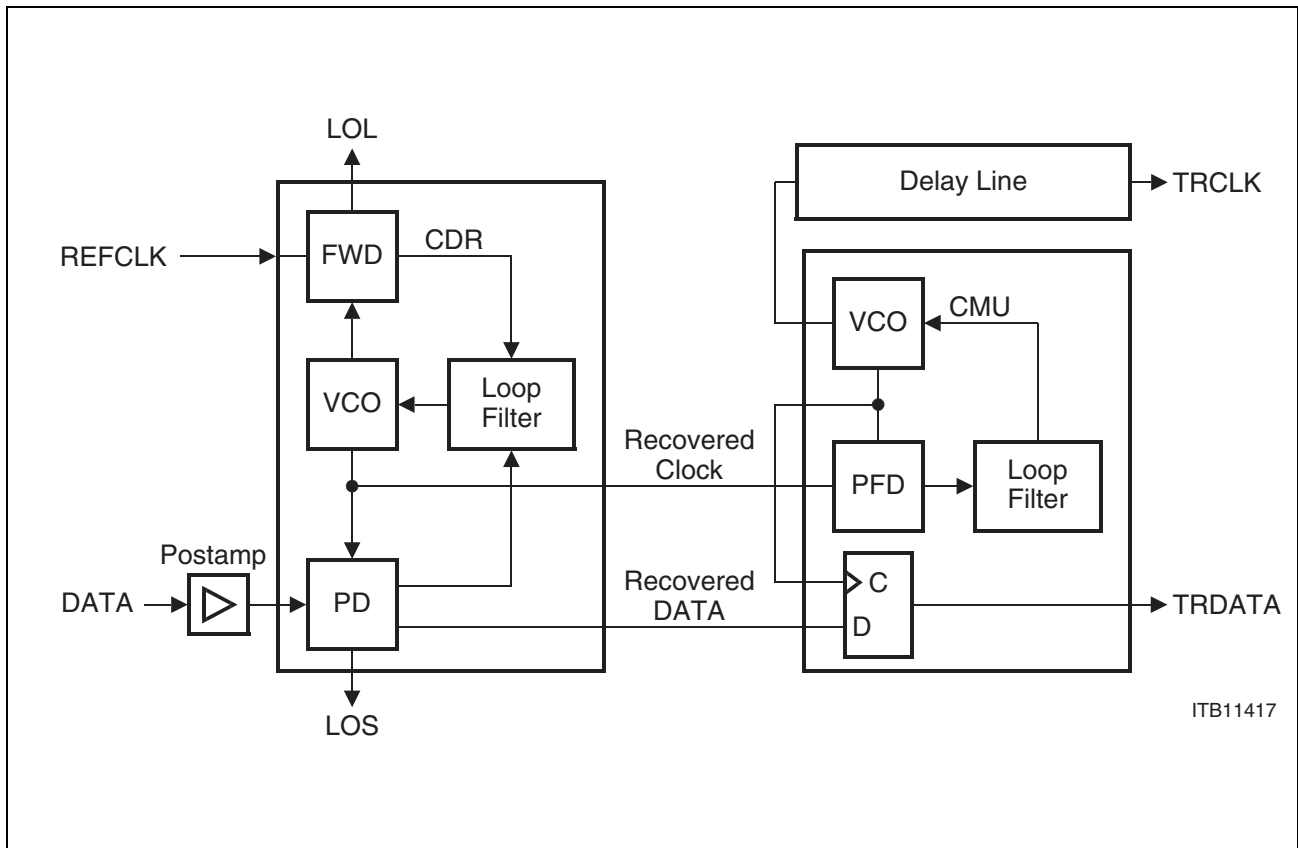 LOL
Delay Line
TRCLK
REFCLK
FWD
CDR
VCO
CMU
VCO
Loop
Filter
Recovered
Clock
PFD
Loop
Filter
Postamp
DATA
PD
Recovered
DATA
C
D
TRDATA
LOS
ITB11417